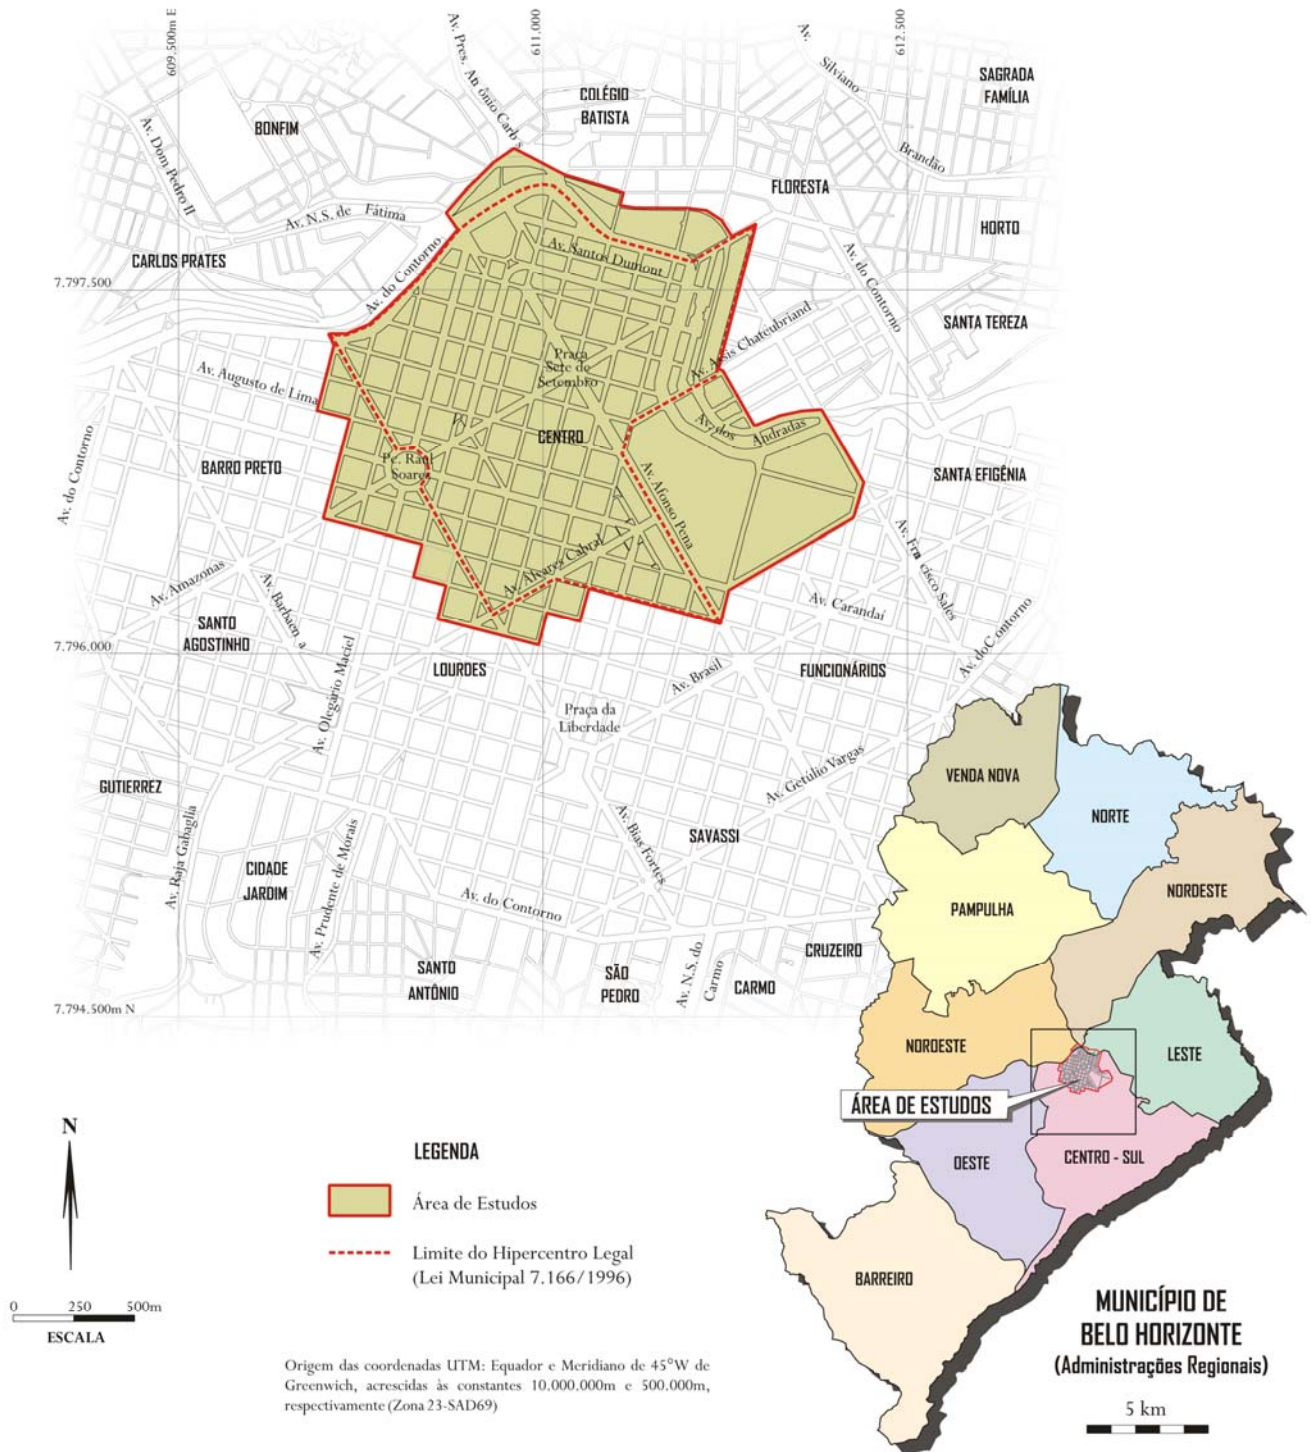 609.500m E
611.000
612.500
Av. Pres. Antônio Carlos
Av. Silviano Brandão
SAGRADA
FAMÍLIA
COLÉGIO
BATISTA
BONFIM
Av. Dom Pedro II
FLORESTA
Av. N.S. de Fátima
HORTO
CARLOS PRATES
Av. do Contorno
Av. Santos Dumont
Av. do Contorno
7.797.500
SANTA TEREZA
Av. Assis Chateubriand
Praça
Sete de
Setembro
Av. Augusto de Lima
Av. dos Andradas
CENTRO
Av. do Contorno
BARRO PRETO
Pç. Raul
Soares
SANTA EFIGÊNIA
Av. Afonso Pena
Av. Álvares Cabral
Av. Amazonas
Av. Francisco Sales
Av. Carandaí
SANTO
AGOSTINHO
Av. do Contorno
7.796.000
LOURDES
Av. Olegário Maciel
Av. Brasil
FUNCIONÁRIOS
Praça da
Liberdade
GUTIERREZ
Av. Getúlio Vargas
Av. Raja Gabaglia
Av. Bias Fortes
SAVASSI
CIDADE
JARDIM
Av. Prudente de Morais
Av. do Contorno
CRUZEIRO
SANTO
ANTÔNIO
SÃO
PEDRO
Av. N.S. do
Carmo
CARMO
7.794.500m N
VENDA NOVA
NORTE
NORDESTE
PAMPULHA
NOROESTE
LESTE
ÁREA DE ESTUDOS
OESTE
CENTRO - SUL
BARREIRO
N
0 250 500m
ESCALA
LEGENDA
Área de Estudos
Limite do Hipercentro Legal
(Lei Municipal 7.166/1996)
Origem das coordenadas UTM: Equador e Meridiano de 45°W de
Greenwich, acrescidas às constantes 10.000.000m e 500.000m,
respectivamente (Zona 23-SAD69)
MUNICÍPIO DE
BELO HORIZONTE
(Administrações Regionais)
5 km